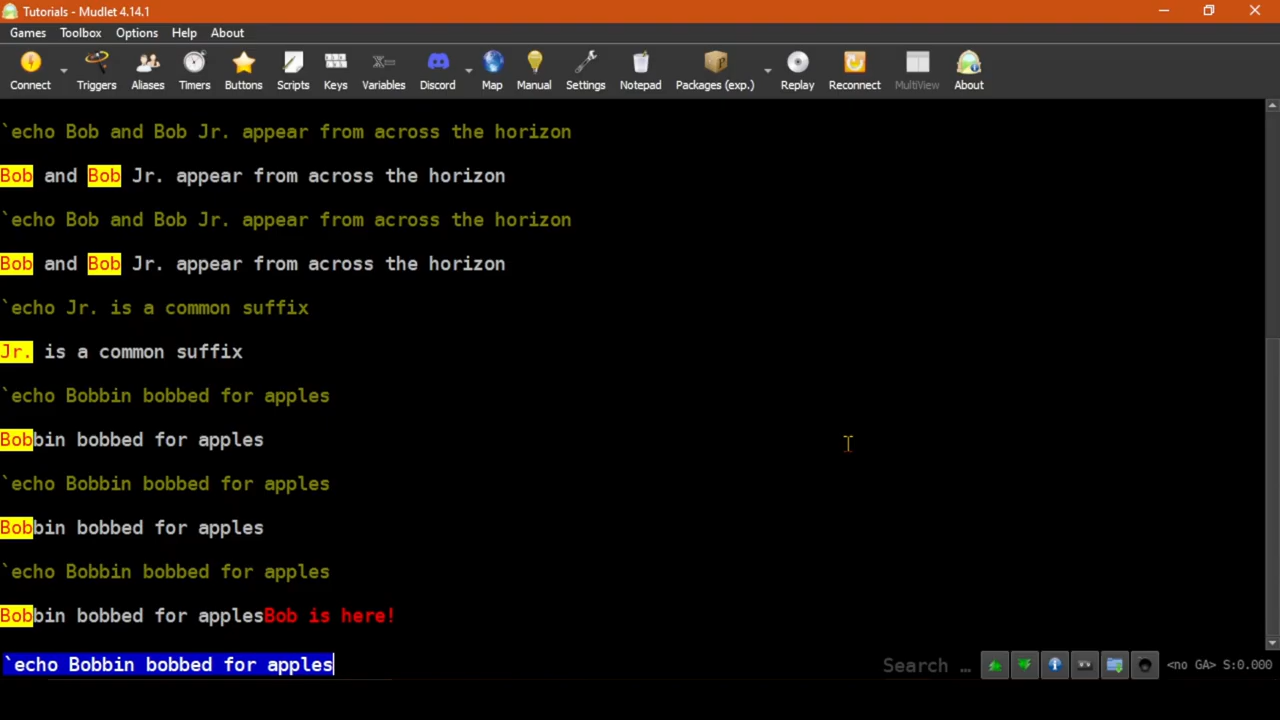 Tutorials - Mudlet 4.14.1
Games Toolbox Options Help About
Connect Triggers Aliases Timers Buttons Scripts Keys Variables Discord Map Manual Settings Notepad Packages (exp.) Replay Reconnect MultiView About
`echo Bob and Bob Jr. appear from across the horizon
Bob and Bob Jr. appear from across the horizon
`echo Bob and Bob Jr. appear from across the horizon
Bob and Bob Jr. appear from across the horizon
`echo Jr. is a common suffix
Jr. is a common suffix
`echo Bobbin bobbed for apples
Bobbin bobbed for apples
`echo Bobbin bobbed for apples
Bobbin bobbed for apples
`echo Bobbin bobbed for apples
Bobbin bobbed for applesBob is here!
`echo Bobbin bobbed for apples
Search … <no GA> S:0.000